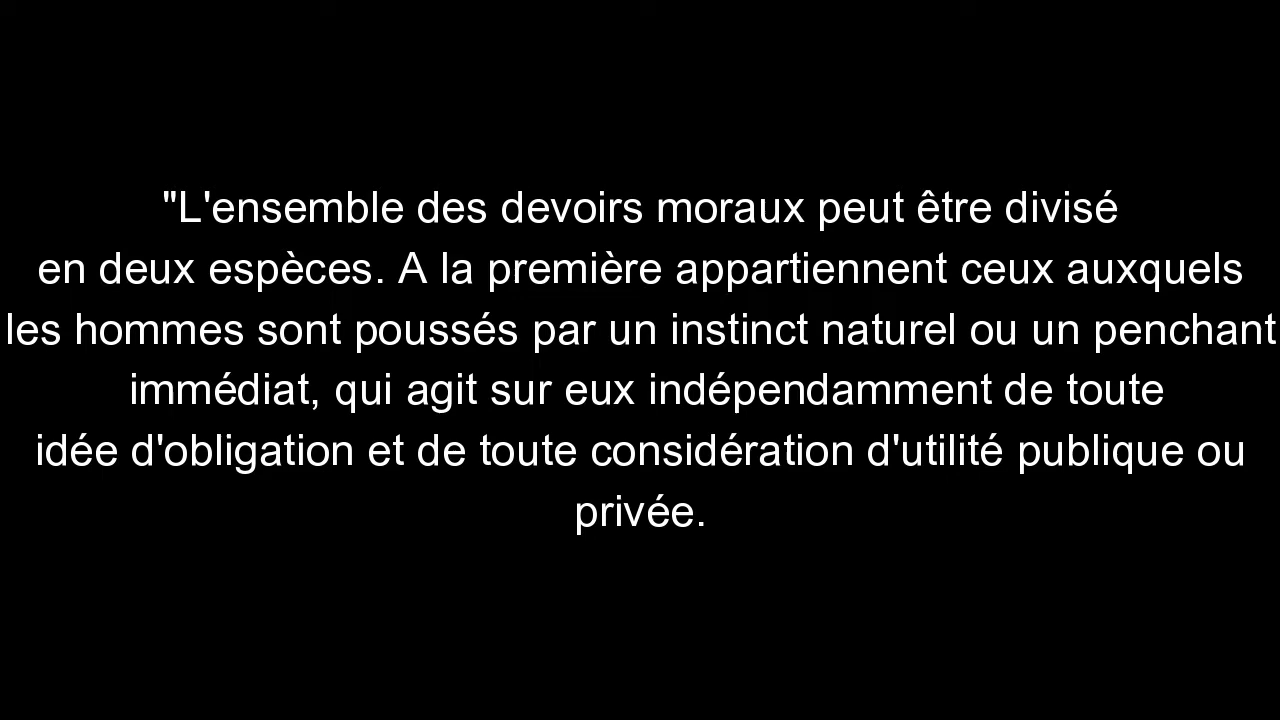 "L'ensemble des devoirs moraux peut être divisé
en deux espèces. A la première appartiennent ceux auxquels
les hommes sont poussés par un instinct naturel ou un penchant
immédiat, qui agit sur eux indépendamment de toute
idée d'obligation et de toute considération d'utilité publique ou
privée.